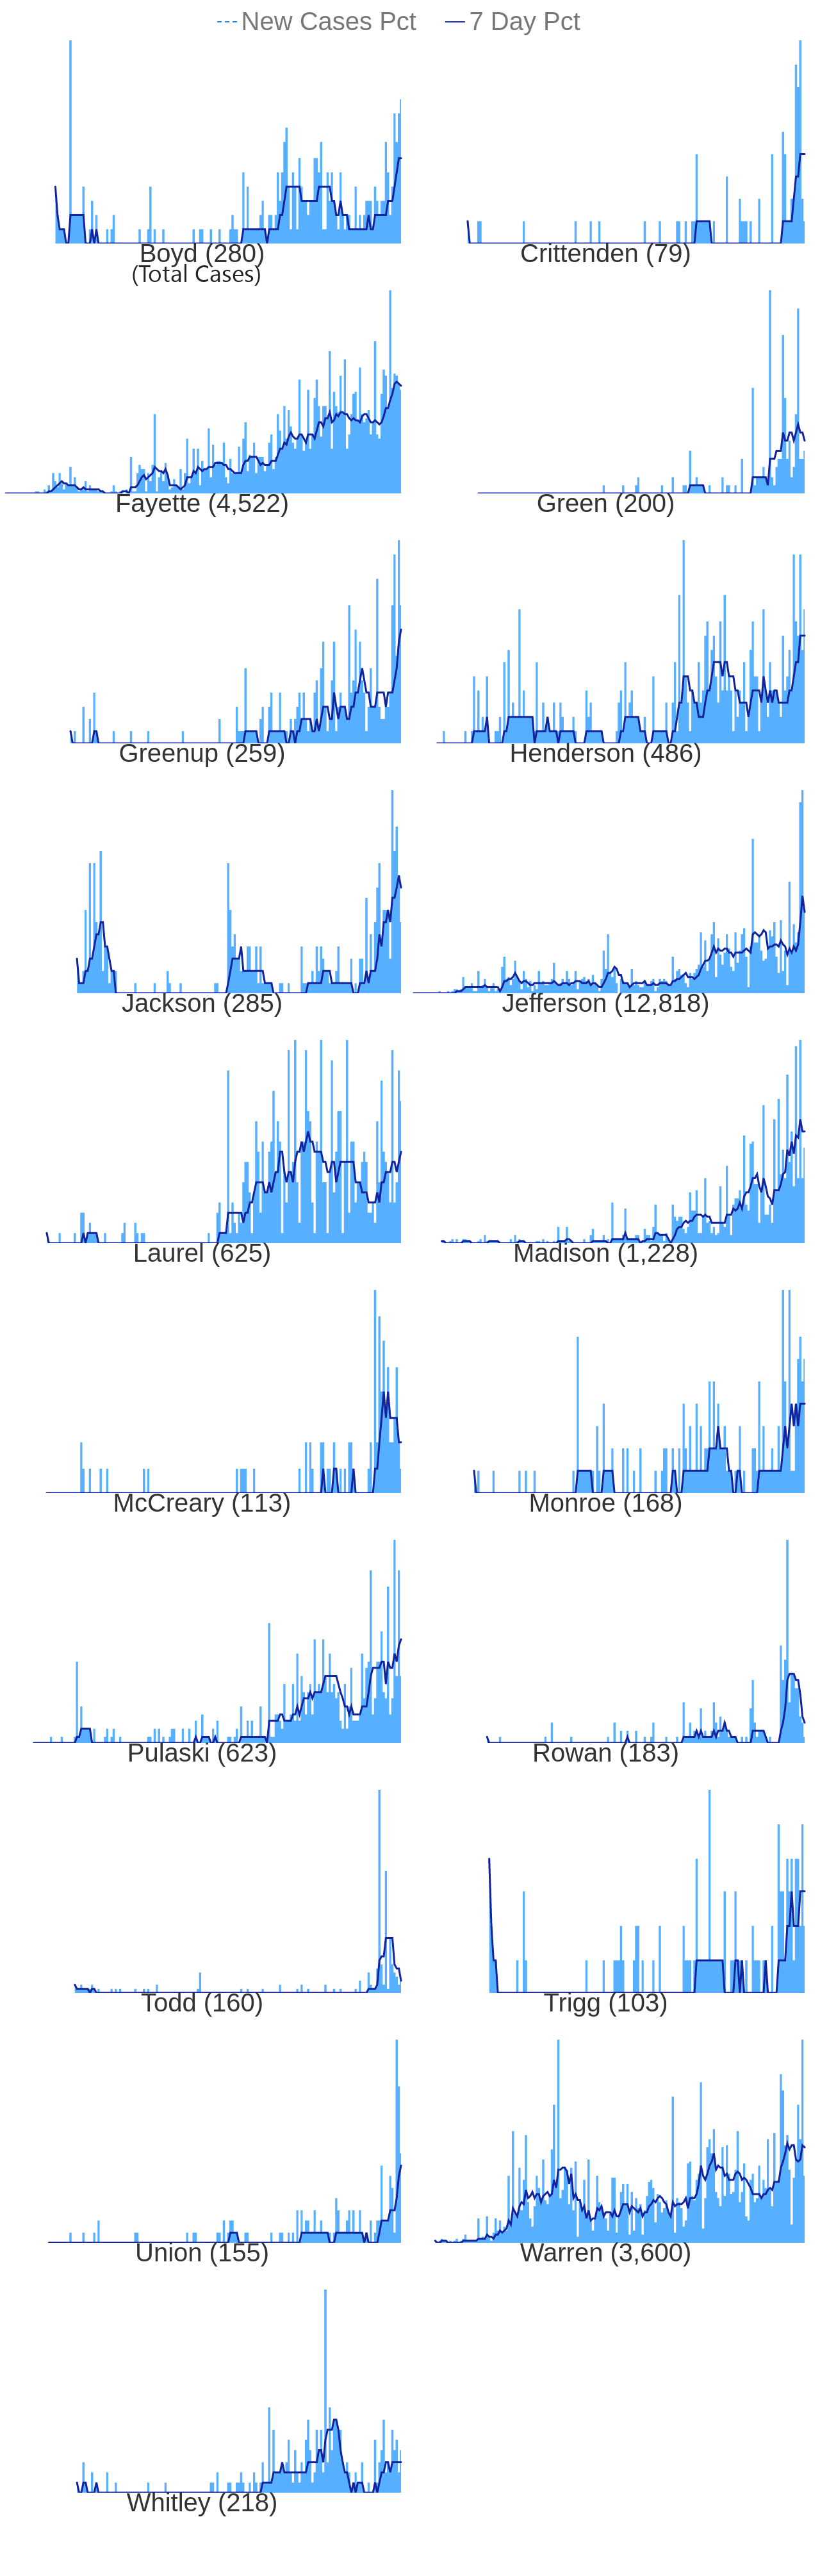 New Cases Pct 7 Day Pct
Boyd (280) Crittenden (79)
(Total Cases)
Fayette (4,522) Green (200)
Greenup (259) Henderson (486)
Jackson (285) Jefferson (12,818)
Laurel (625) Madison (1,228)
McCreary (113) Monroe (168)
Pulaski (623) Rowan (183)
Todd (160) Trigg (103)
Union (155) Warren (3,600)
Whitley (218)